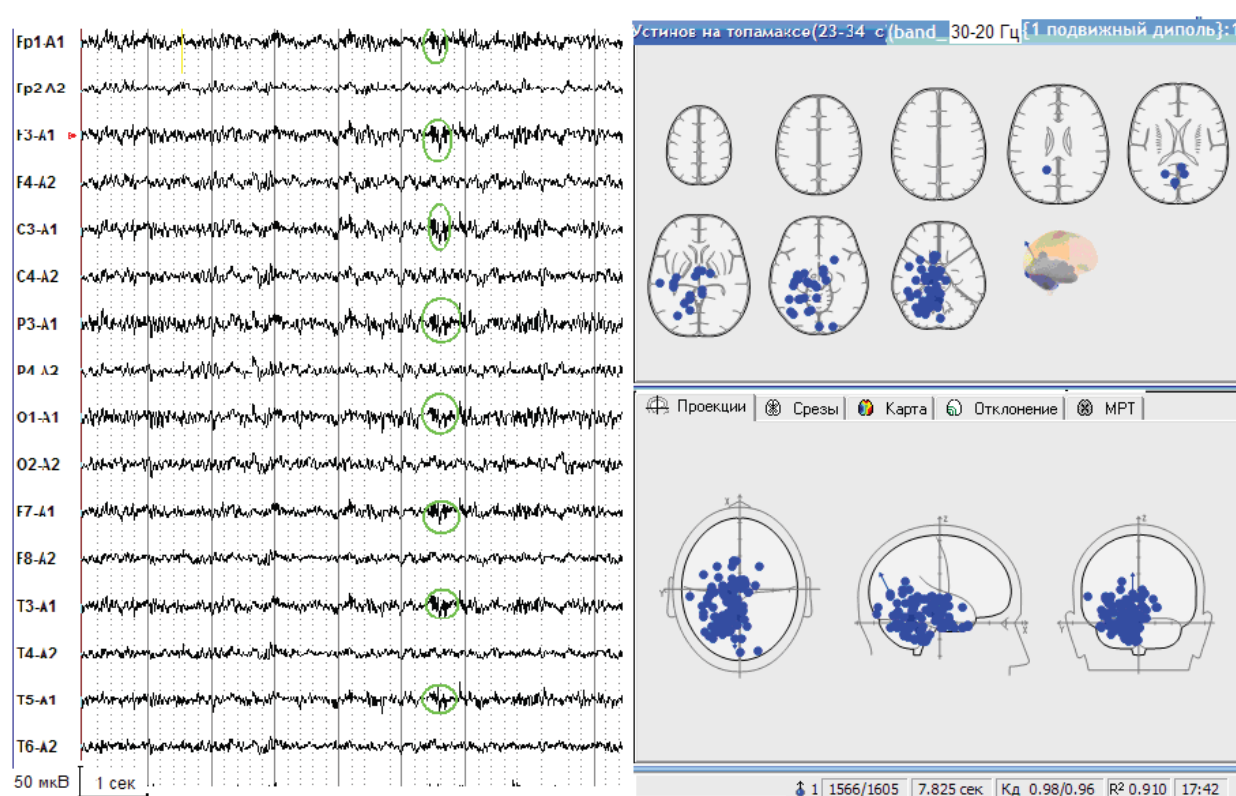 Fp1-A1
Fp2-A2
F3-A1
F4-A2
C3-A1
C4-A2
P3-A1
P4 A2
O1-A1
O2-A2
F7-A1
F8-A2
T3-A1
T4-A2
T5-A1
T6-A2
50 мкВ 1 сек
Устинов на топамаксе(23-34 с (band_ 30-20 Гц {1 подвижный диполь}:
Проекции Срезы Карта Отклонение МРТ
X Y
Z X
Z Y
1 1566/1605 7.825 сек Кд 0.98/0.96 R² 0.910 17:42